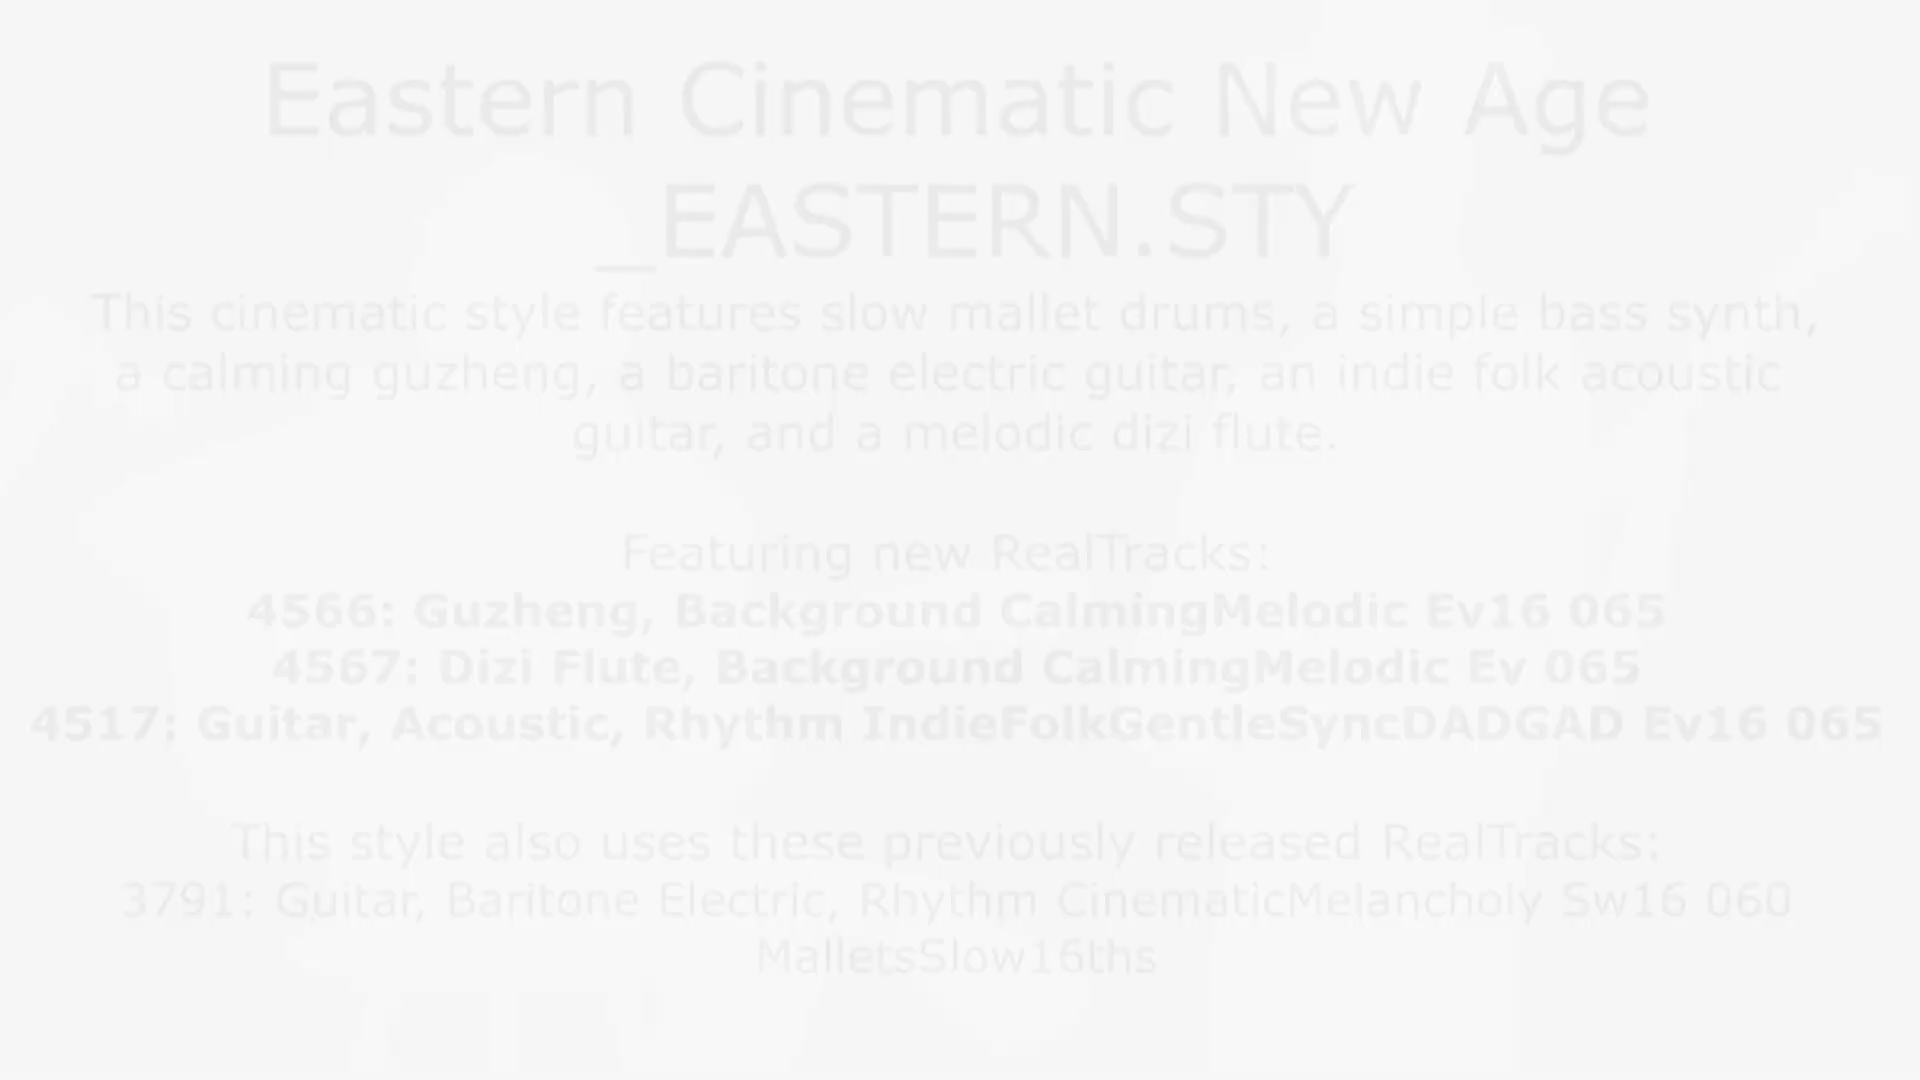 Eastern Cinematic New Age
_EASTERN.STY
This cinematic style features slow mallet drums, a simple bass synth,
a calming guzheng, a baritone electric guitar, an indie folk acoustic
guitar, and a melodic dizi flute.
Featuring new RealTracks:
4566: Guzheng, Background CalmingMelodic Ev16 065
4567: Dizi Flute, Background CalmingMelodic Ev 065
4517: Guitar, Acoustic, Rhythm IndieFolkGentleSyncDADGAD Ev16 065
This style also uses these previously released RealTracks:
3791: Guitar, Baritone Electric, Rhythm CinematicMelancholy Sw16 060
MalletsSlow16ths